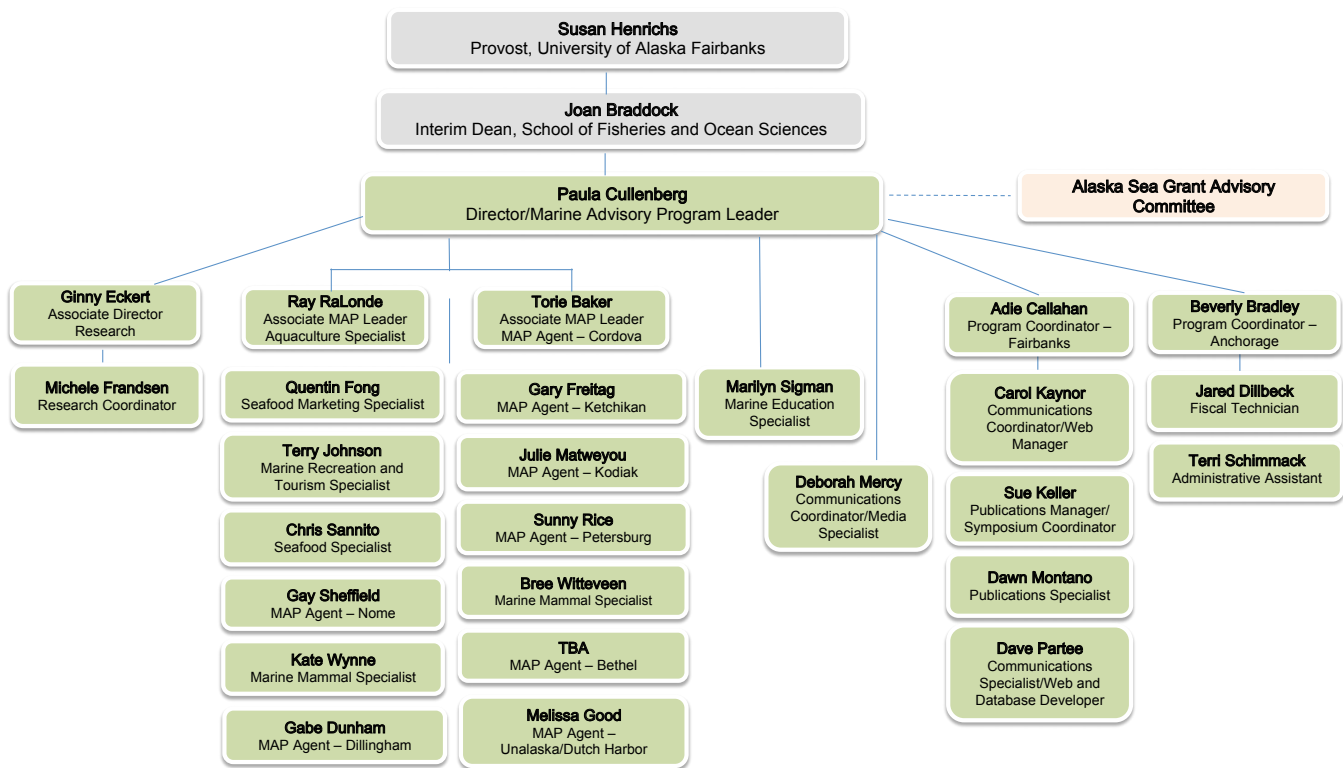 Susan Henrichs
Provost, University of Alaska Fairbanks
Joan Braddock
Interim Dean, School of Fisheries and Ocean Sciences
Paula Cullenberg
Director/Marine Advisory Program Leader
Alaska Sea Grant Advisory
Committee
Ginny Eckert
Associate Director
Research
Michele Frandsen
Research Coordinator
Ray RaLonde
Associate MAP Leader
Aquaculture Specialist
Torie Baker
Associate MAP Leader
MAP Agent – Cordova
Quentin Fong
Seafood Marketing Specialist
Terry Johnson
Marine Recreation and
Tourism Specialist
Chris Sannito
Seafood Specialist
Gay Sheffield
MAP Agent – Nome
Kate Wynne
Marine Mammal Specialist
Gabe Dunham
MAP Agent – Dillingham
Gary Freitag
MAP Agent – Ketchikan
Julie Matweyou
MAP Agent – Kodiak
Sunny Rice
MAP Agent – Petersburg
Bree Witteveen
Marine Mammal Specialist
TBA
MAP Agent – Bethel
Melissa Good
MAP Agent –
Unalaska/Dutch Harbor
Marilyn Sigman
Marine Education
Specialist
Deborah Mercy
Communications
Coordinator/Media
Specialist
Adie Callahan
Program Coordinator –
Fairbanks
Carol Kaynor
Communications
Coordinator/Web
Manager
Sue Keller
Publications Manager/
Symposium Coordinator
Dawn Montano
Publications Specialist
Dave Partee
Communications
Specialist/Web and
Database Developer
Beverly Bradley
Program Coordinator –
Anchorage
Jared Dillbeck
Fiscal Technician
Terri Schimmack
Administrative Assistant